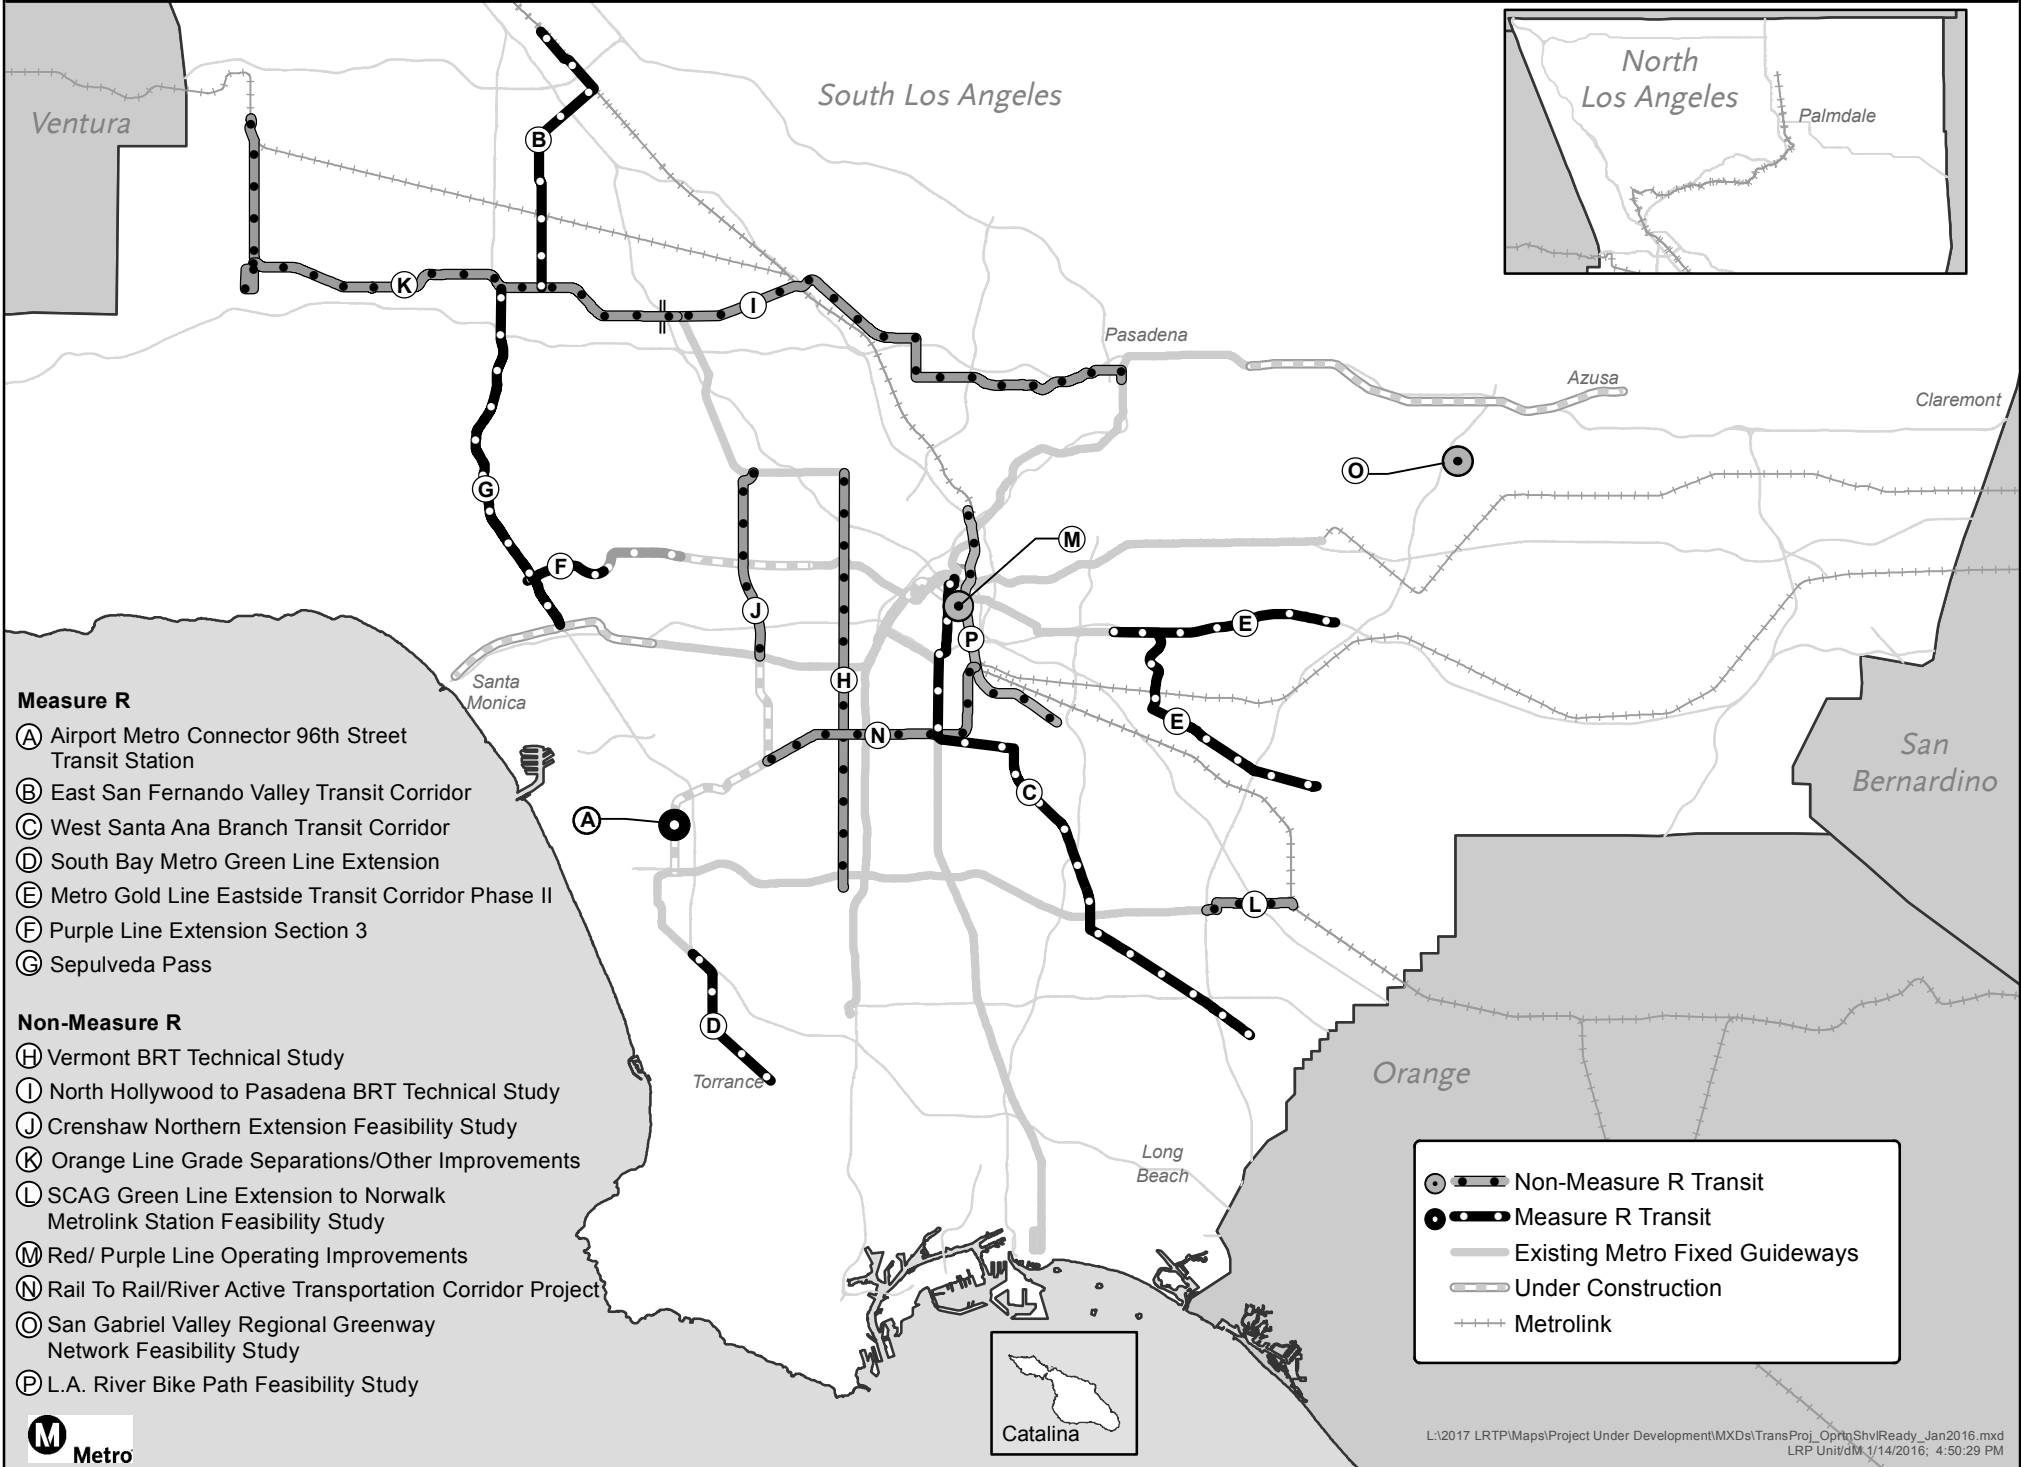 South Los Angeles
North
Los Angeles
Palmdale
Ventura
B
K
I
Pasadena
Azusa
Claremont
G
O
M
F
J
E
P
Santa
Monica
H
N
E
San
Bernardino
A
C
L
D
Torrance
Orange
Long
Beach
Catalina
Measure R
A Airport Metro Connector 96th Street
Transit Station
B East San Fernando Valley Transit Corridor
C West Santa Ana Branch Transit Corridor
D South Bay Metro Green Line Extension
E Metro Gold Line Eastside Transit Corridor Phase II
F Purple Line Extension Section 3
G Sepulveda Pass
Non-Measure R
H Vermont BRT Technical Study
I North Hollywood to Pasadena BRT Technical Study
J Crenshaw Northern Extension Feasibility Study
K Orange Line Grade Separations/Other Improvements
L SCAG Green Line Extension to Norwalk
Metrolink Station Feasibility Study
M Red/ Purple Line Operating Improvements
N Rail To Rail/River Active Transportation Corridor Project
O San Gabriel Valley Regional Greenway
Network Feasibility Study
P L.A. River Bike Path Feasibility Study
M Metro
Non-Measure R Transit
Measure R Transit
Existing Metro Fixed Guideways
Under Construction
Metrolink
L:\2017 LRTP\Maps\Project Under Development\MXDs\TransProj_OprtnShvlReady_Jan2016.mxd
LRP Unit/dM 1/14/2016; 4:50:29 PM